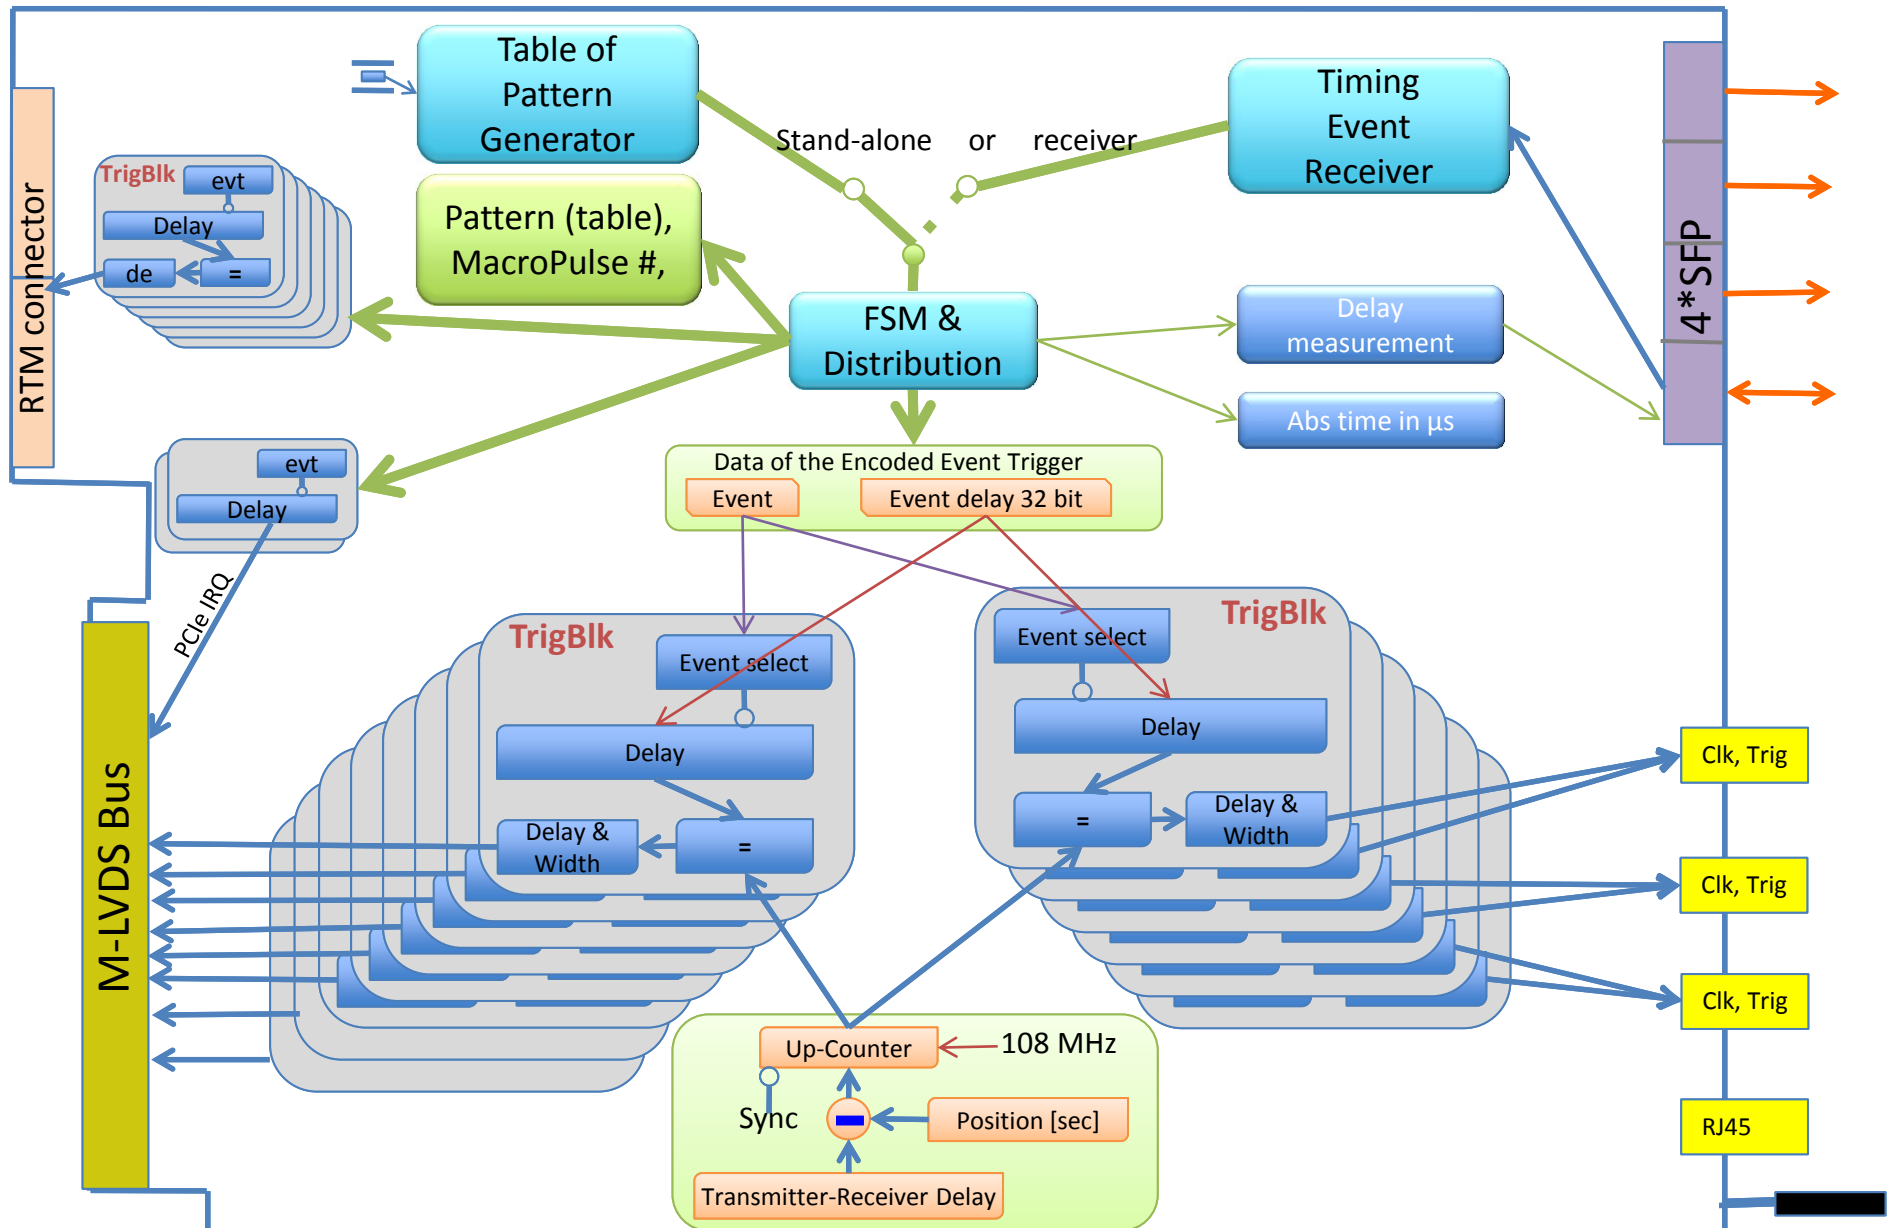 Table of
Pattern
Generator
Timing
Event
Receiver
Stand-alone or receiver
TrigBlk
evt
Delay
de
=
RTM connector
Pattern (table),
MacroPulse #,
FSM &
Distribution
Delay
measurement
Abs time in µs
4*SFP
evt
Delay
PCIe IRQ
Data of the Encoded Event Trigger
Event
Event delay 32 bit
TrigBlk
Event select
Delay
Delay &
Width
=
TrigBlk
Event select
Delay
=
Delay &
Width
M-LVDS Bus
Clk, Trig
Clk, Trig
Clk, Trig
RJ45
Up-Counter
108 MHz
Sync
Position [sec]
Transmitter-Receiver Delay